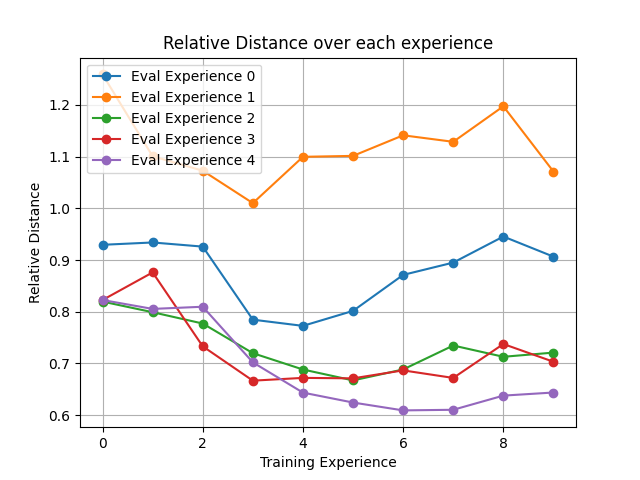 Relative Distance over each experience
Eval Experience 0
Eval Experience 1
Eval Experience 2
Eval Experience 3
Eval Experience 4
1.2
1.1
1.0
0.9
0.8
0.7
0.6
Relative Distance
0 2 4 6 8
Training Experience